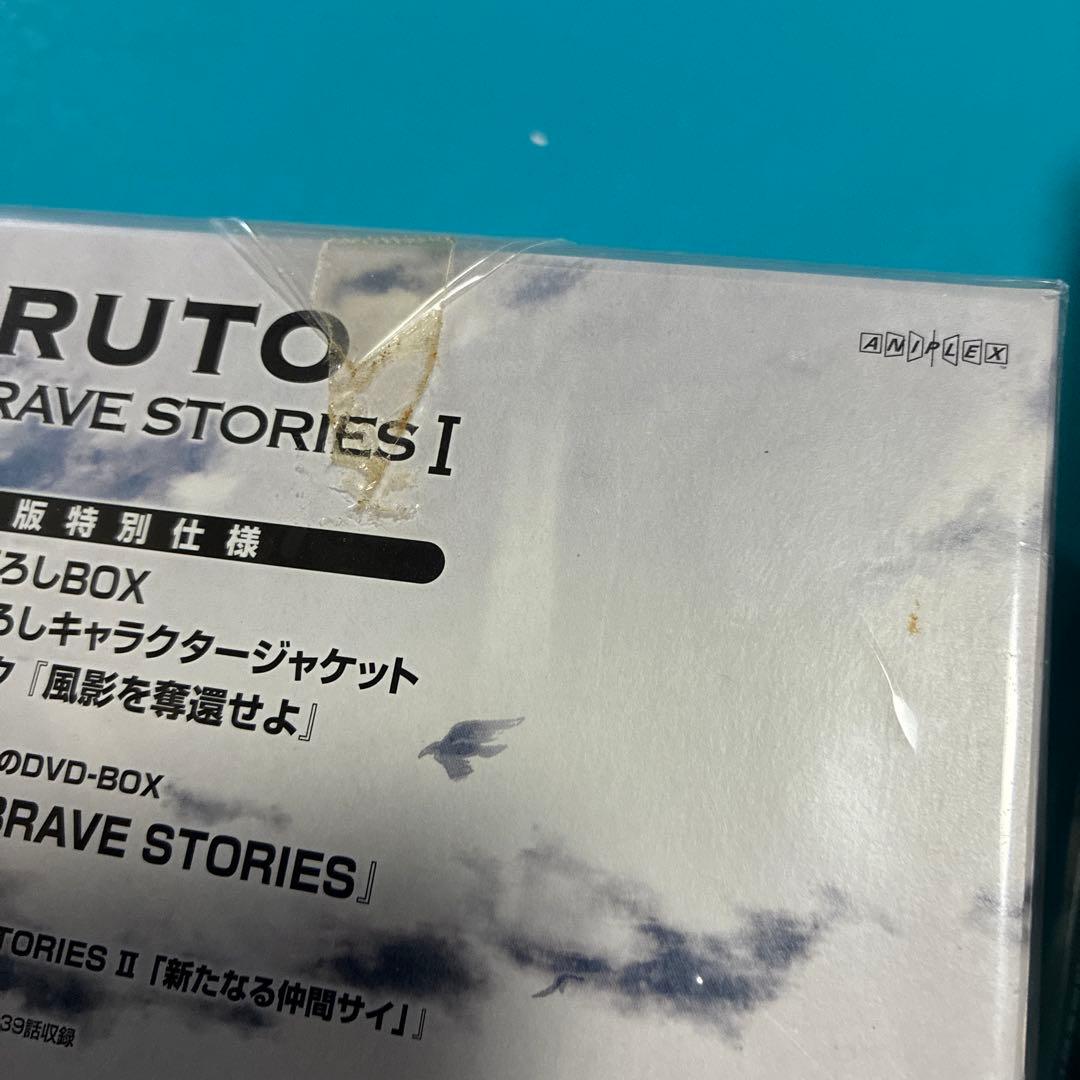 RUTO
ANIPLEX
RAVE STORIES I
版特別仕様
ろしBOX
ろしキャラクタージャケット
ク『風影を奪還せよ』
のDVD-BOX
BRAVE STORIES』
TORIES II「新たなる仲間サイ」』
39話収録